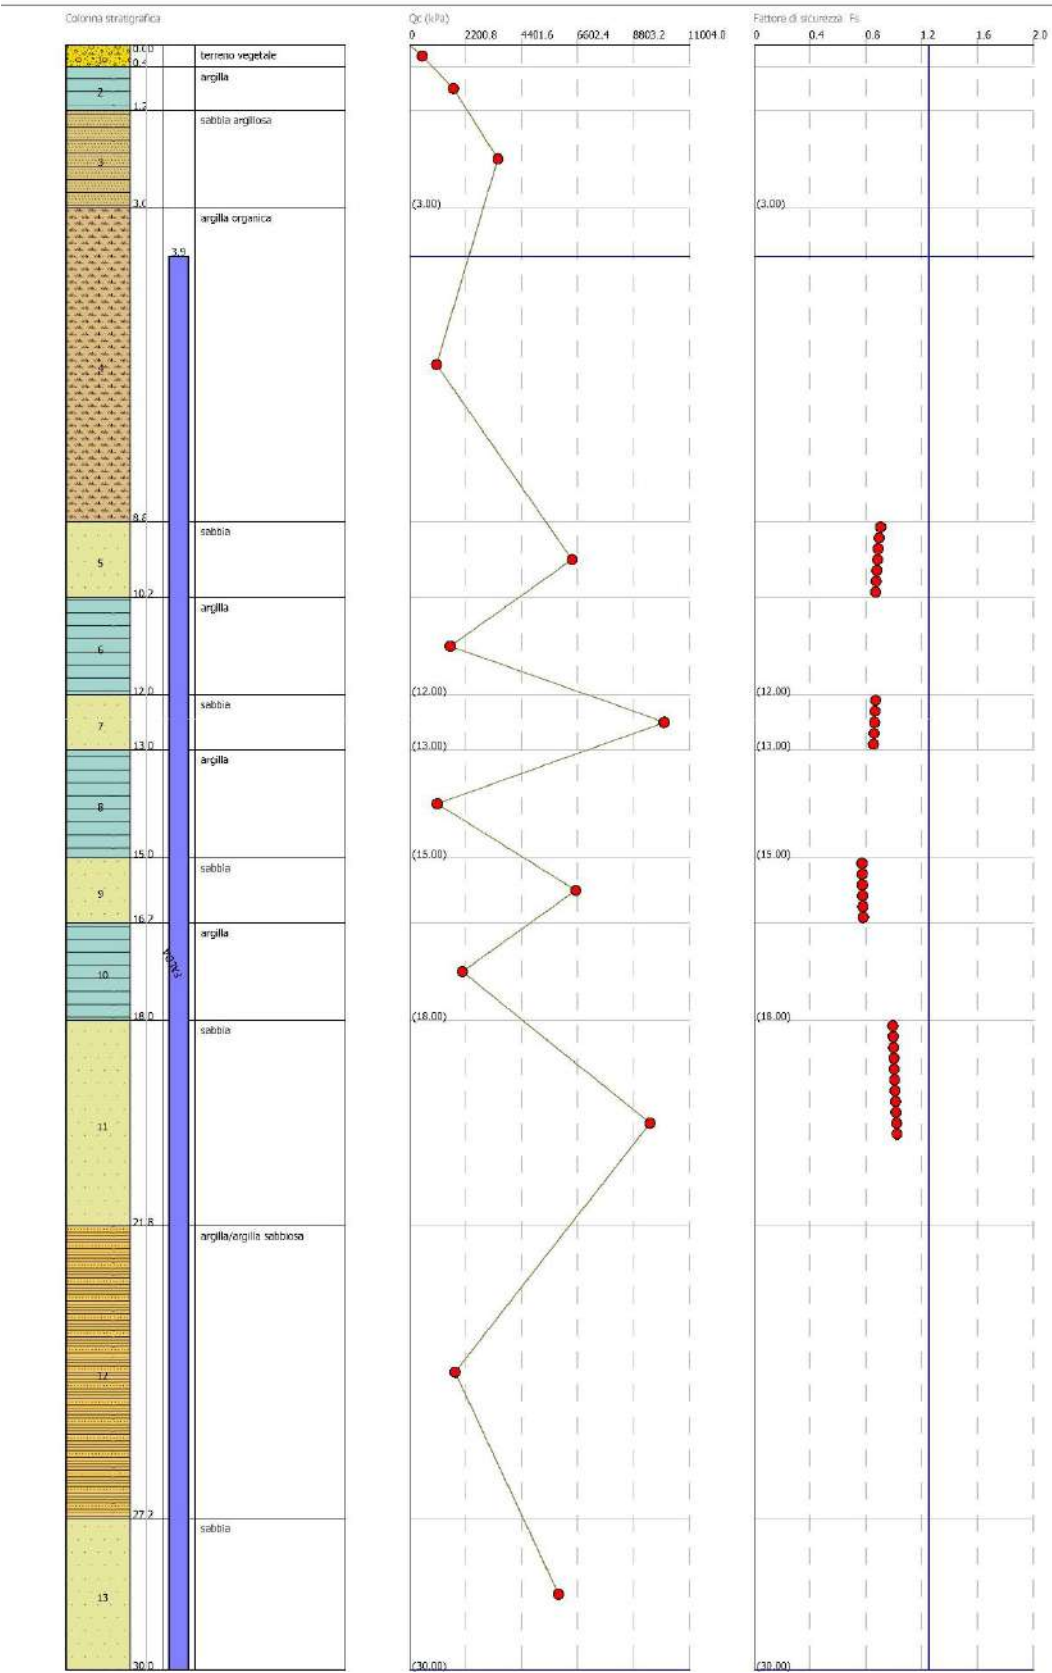 Colonna stratigrafica
Qc (kPa)
Fattore di sicurezza Fs
0 2200.8 4401.6 6602.4 8803.2 11004.0
0 0.4 0.8 1.2 1.6 2.0
0.0
terreno vegetale
0.4
argilla
2
1.2
sabbia argillosa
3
3.0
(3.00)
(3.00)
argilla organica
3.9
4
8.8
sabbia
5
10.2
argilla
6
12.0
(12.00)
(12.00)
sabbia
7
13.0
(13.00)
(13.00)
argilla
8
15.0
(15.00)
(15.00)
sabbia
9
16.2
argilla
FALDA
10
18.0
(18.00)
(18.00)
sabbia
11
21.8
argilla/argilla sabbiosa
12
27.2
sabbia
13
30.0
(30.00)
(30.00)